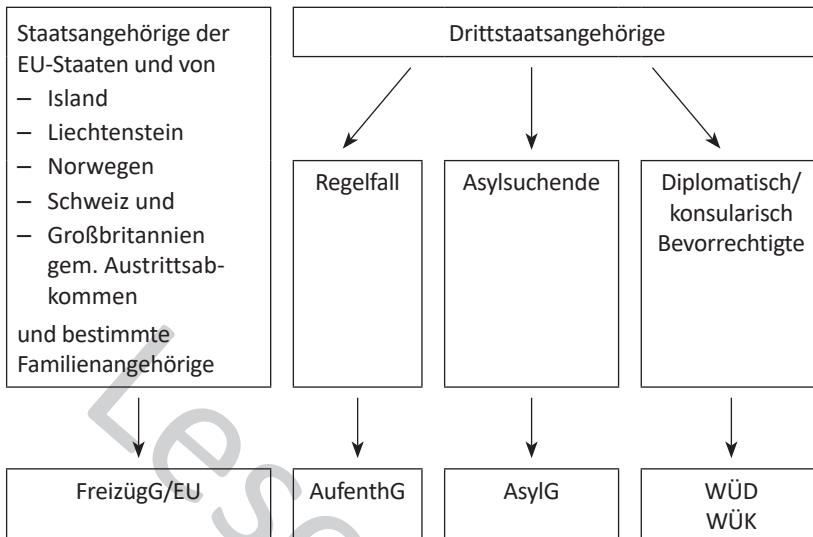 Staatsangehörige der
EU-Staaten und von
– Island
– Liechtenstein
– Norwegen
– Schweiz und
– Großbritannien
gem. Austrittsab-
kommen
und bestimmte
Familienangehörige
Drittstaatsangehörige
Regelfall
Asylsuchende
Diplomatisch/
konsularisch
Bevorrechtigte
FreizügG/EU
AufenthG
AsylG
WÜD
WÜK
Lese